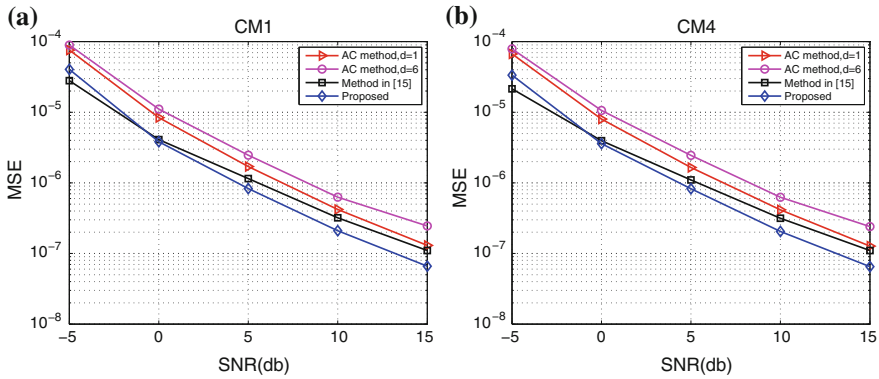 (a)
CM1
10⁻⁴
10⁻⁵
10⁻⁶
10⁻⁷
10⁻⁸
MSE
AC method,d=1
AC method,d=6
Method in [15]
Proposed
−5 0 5 10 15
SNR(db)
(b)
CM4
10⁻⁴
10⁻⁵
10⁻⁶
10⁻⁷
10⁻⁸
MSE
AC method,d=1
AC method,d=6
Method in [15]
Proposed
−5 0 5 10 15
SNR(db)